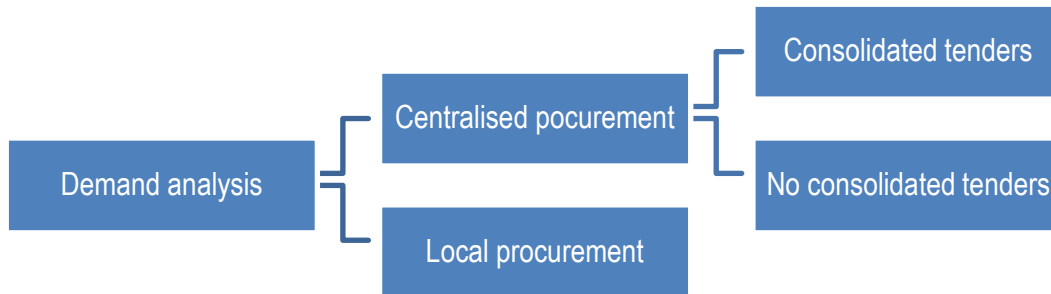 Demand analysis
Centralised pocurement
Local procurement
Consolidated tenders
No consolidated tenders